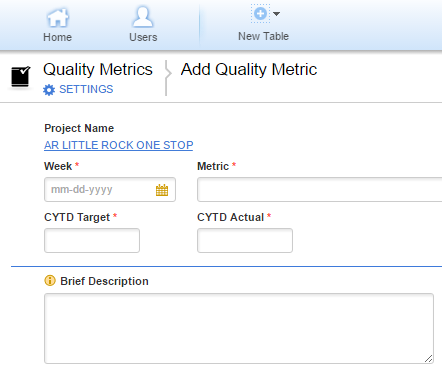 Home Users New Table
Quality Metrics Add Quality Metric
SETTINGS
Project Name
AR LITTLE ROCK ONE STOP
Week * Metric *
mm-dd-yyyy
CYTD Target * CYTD Actual *
Brief Description